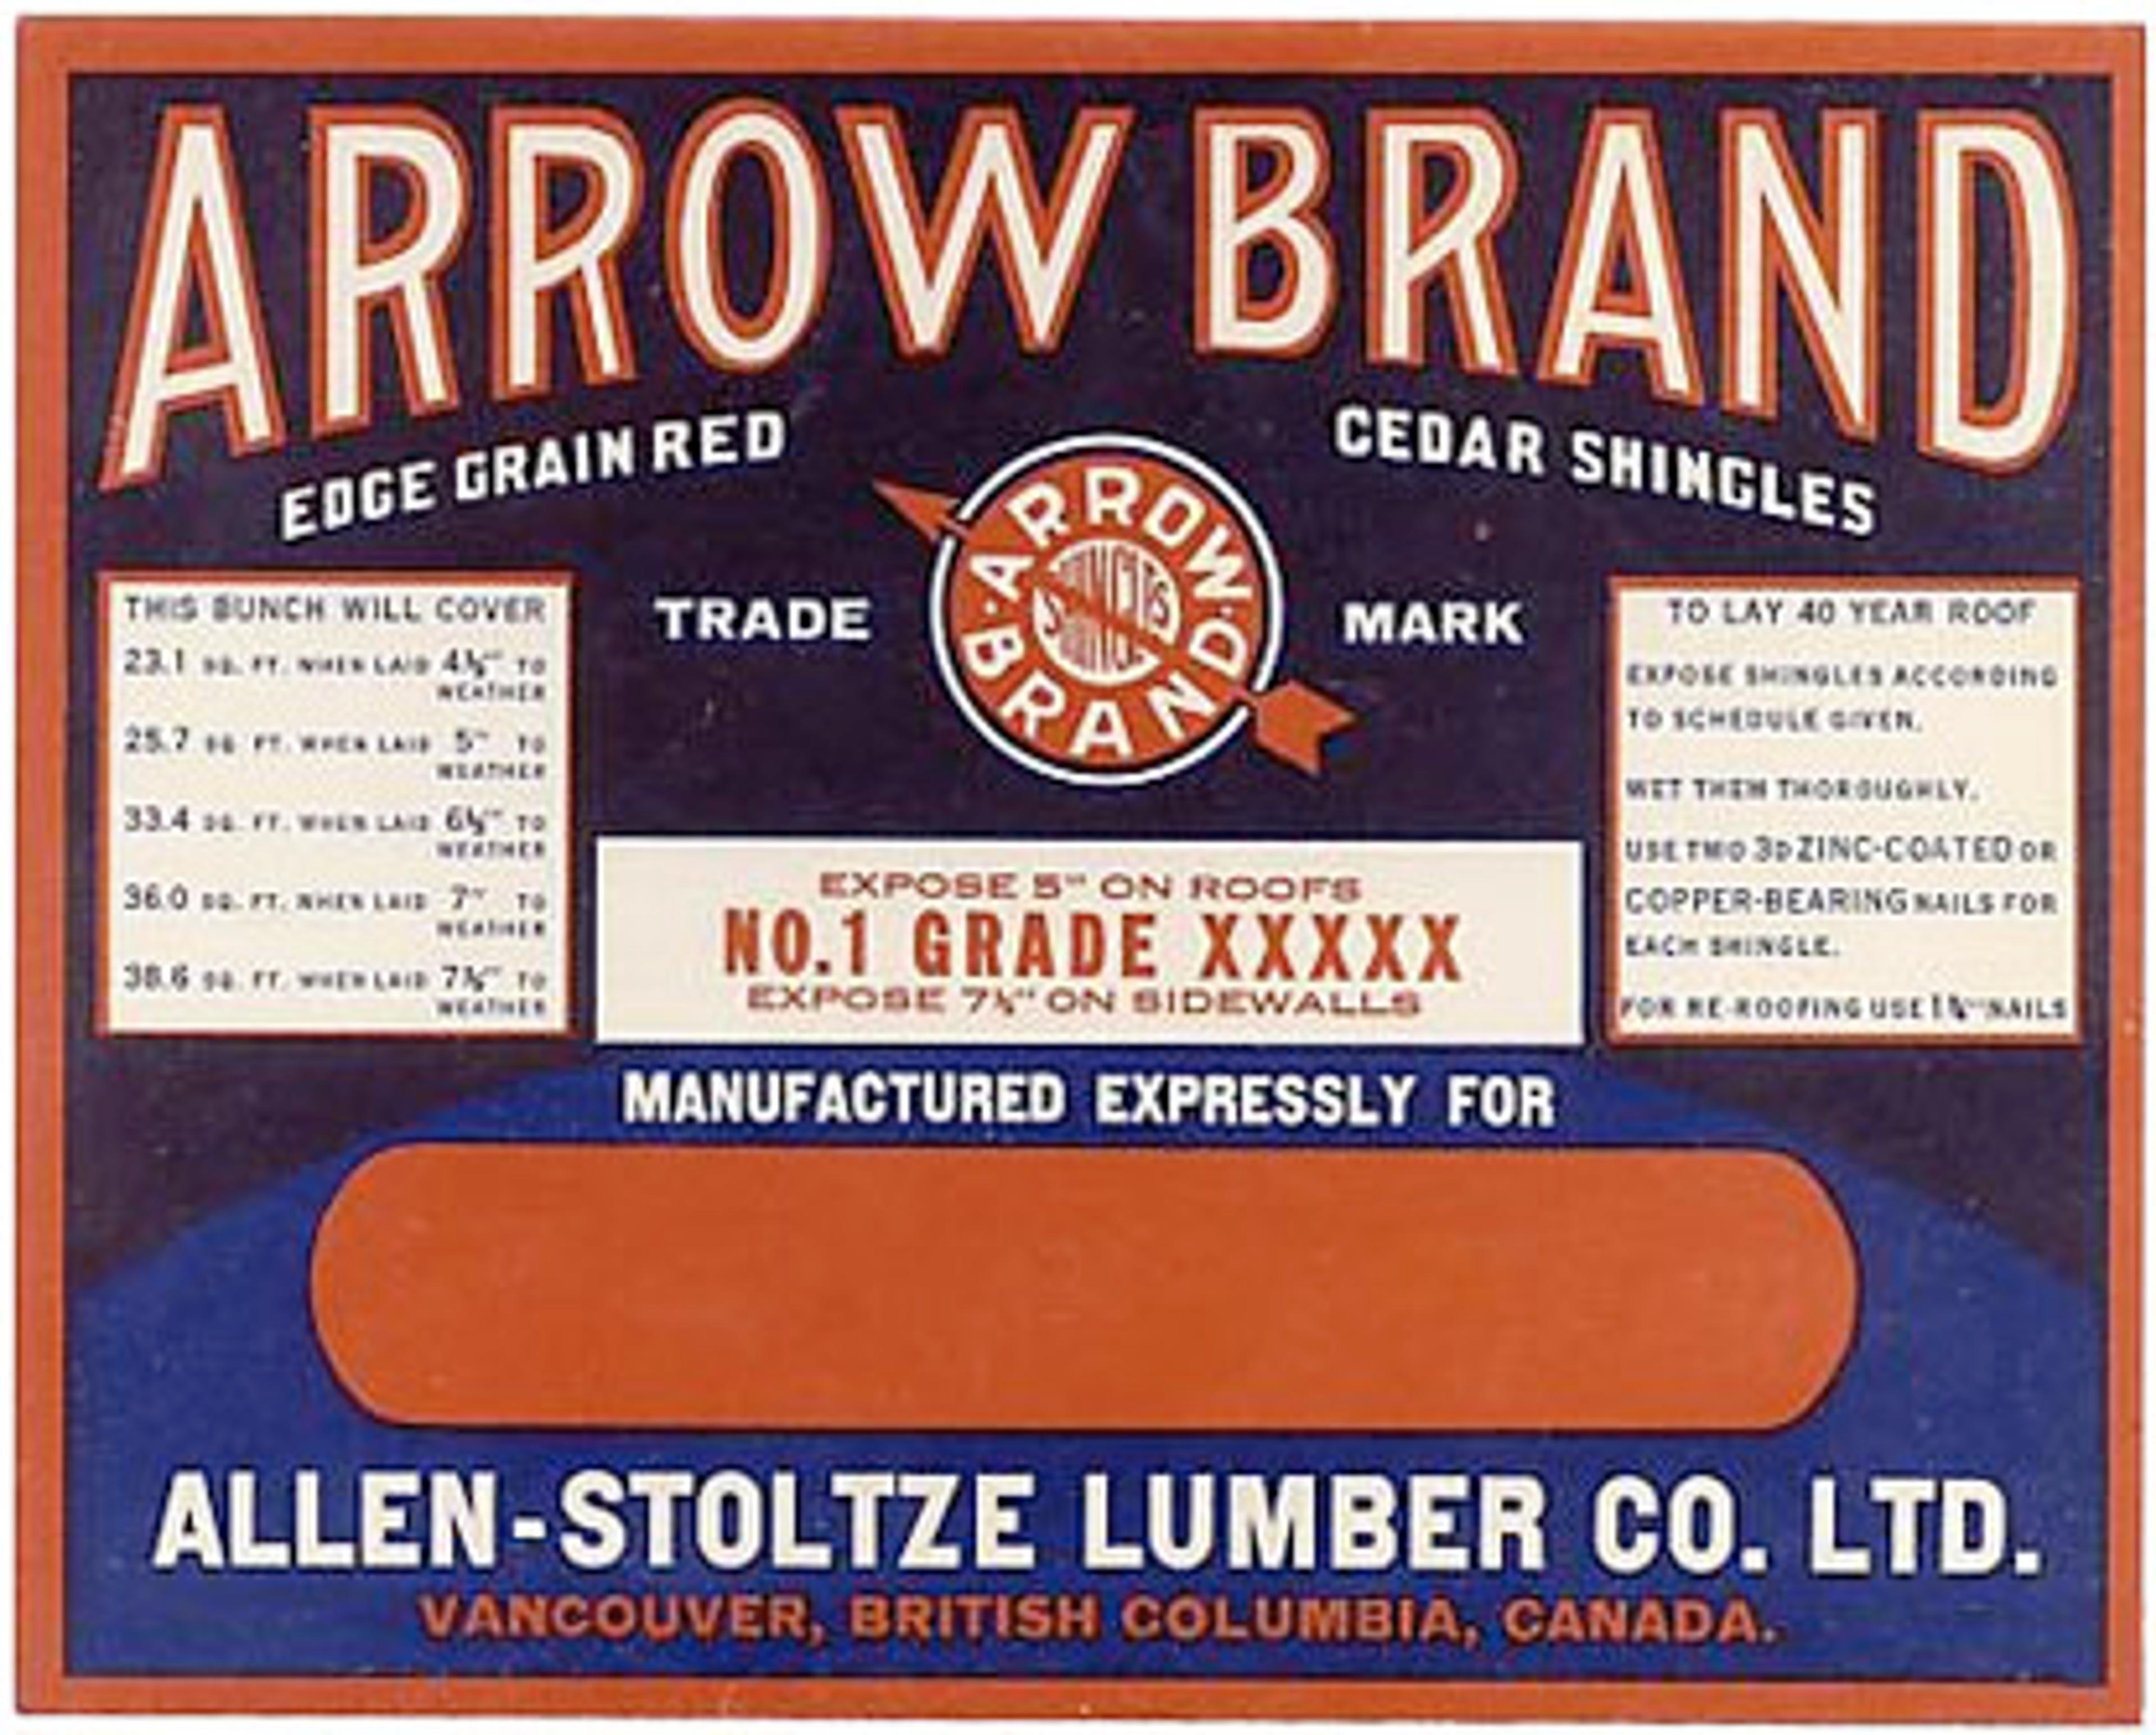 ARROW BRAND
EDGE GRAIN RED CEDAR SHINGLES
TRADE MARK
ARROW
SHINGLES
BRAND
THIS BUNCH WILL COVER
23.1 SQ. FT. WHEN LAID 4½" TO
WEATHER
25.7 SQ FT. WHEN LAID 5" TO
WEATHER
33.4 SQ. FT. WHEN LAID 6½" TO
WEATHER
36.0 SQ. FT. WHEN LAID 7" TO
WEATHER
38.6 SQ. FT. WHEN LAID 7½" TO
WEATHER
EXPOSE 5" ON ROOFS
NO.1 GRADE XXXXX
EXPOSE 7½" ON SIDEWALLS
TO LAY 40 YEAR ROOF
EXPOSE SHINGLES ACCORDING
TO SCHEDULE GIVEN.
WET THEM THOROUGHLY.
USE TWO 3D ZINC-COATED OR
COPPER-BEARING NAILS FOR
EACH SHINGLE.
FOR RE-ROOFING USE NAILS
MANUFACTURED EXPRESSLY FOR
ALLEN-STOLTZE LUMBER CO. LTD.
VANCOUVER, BRITISH COLUMBIA, CANADA.